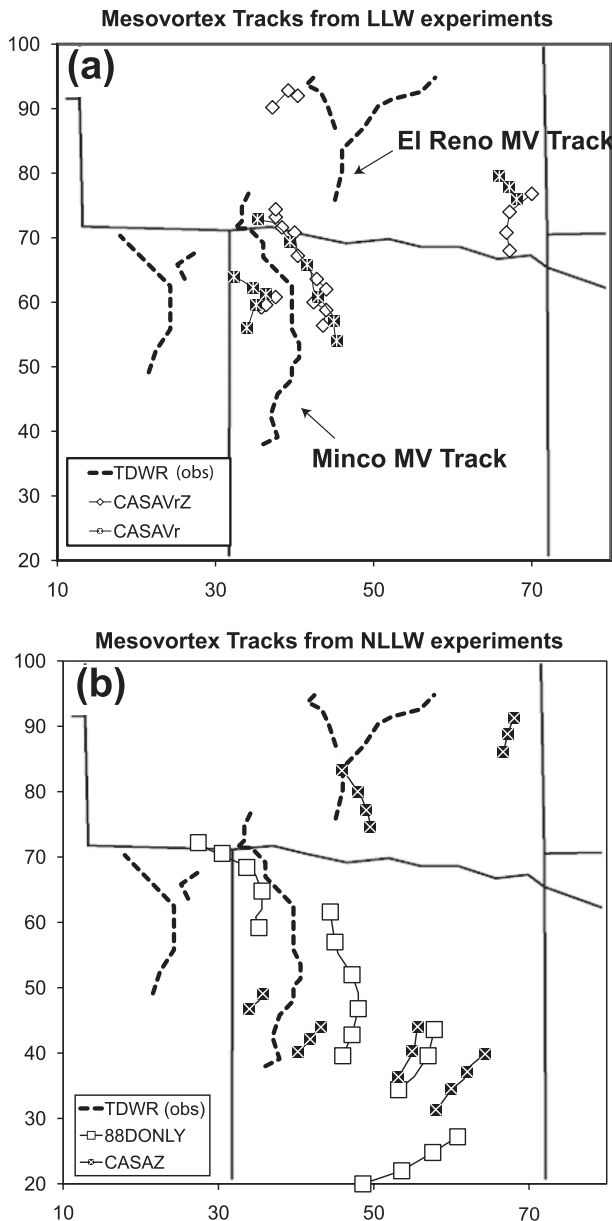 Mesovortex Tracks from LLW experiments
100
(a)
90
El Reno MV Track
80
70
60
50
40
Minco MV Track
TDWR (obs)
30
CASAVrZ
CASAVr
20
10 30 50 70
Mesovortex Tracks from NLLW experiments
100
(b)
90
80
70
60
50
40
TDWR (obs)
30
88DONLY
CASAZ
20
10 30 50 70